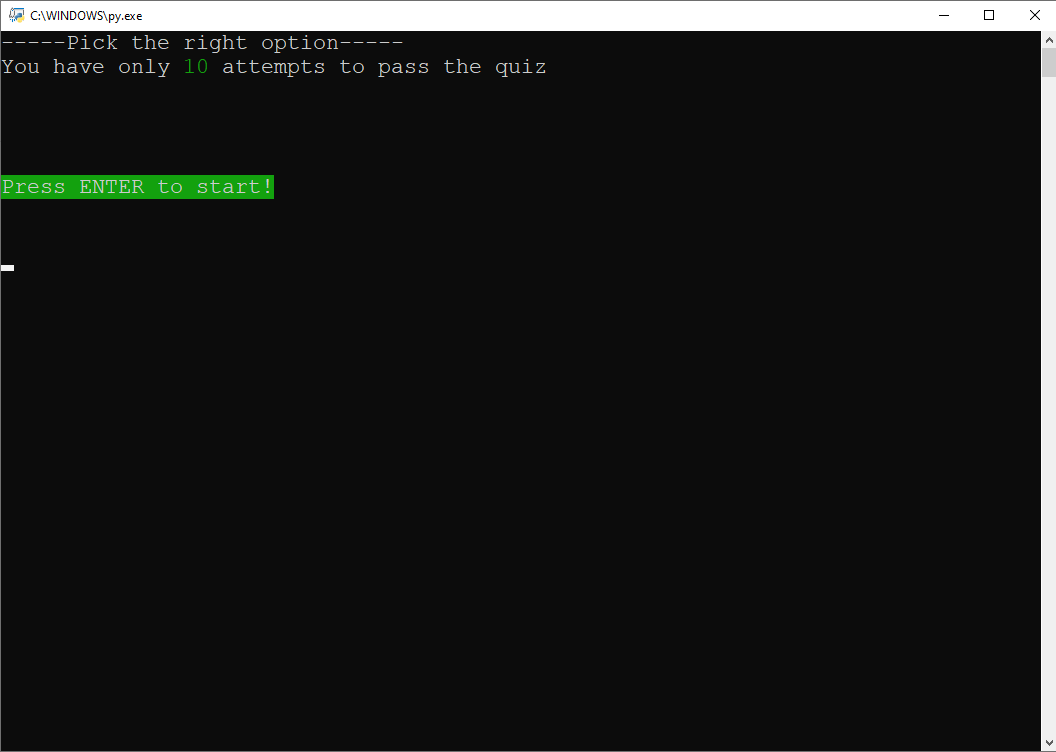 C:\WINDOWS\py.exe
-----Pick the right option-----
You have only 10 attempts to pass the quiz
Press ENTER to start!